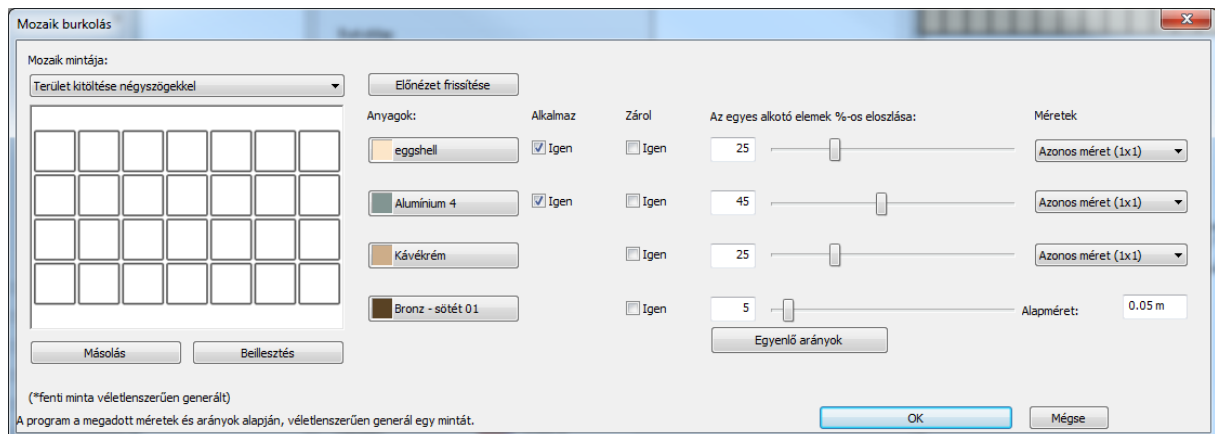 Mozaik burkolás
Mozaik mintája:
Terület kitöltése négyszögekkel
Előnézet frissítése
Anyagok: Alkalmaz Zárol Az egyes alkotó elemek %-os eloszlása: Méretek
eggshell Igen Igen 25 Azonos méret (1x1)
Alumínium 4 Igen Igen 45 Azonos méret (1x1)
Kávékrém Igen 25 Azonos méret (1x1)
Bronz - sötét 01 Igen 5 Alapméret: 0.05 m
Egyenlő arányok
Másolás Beillesztés
(*fenti minta véletlenszerűen generált)
A program a megadott méretek és arányok alapján, véletlenszerűen generál egy mintát.
OK Mégse